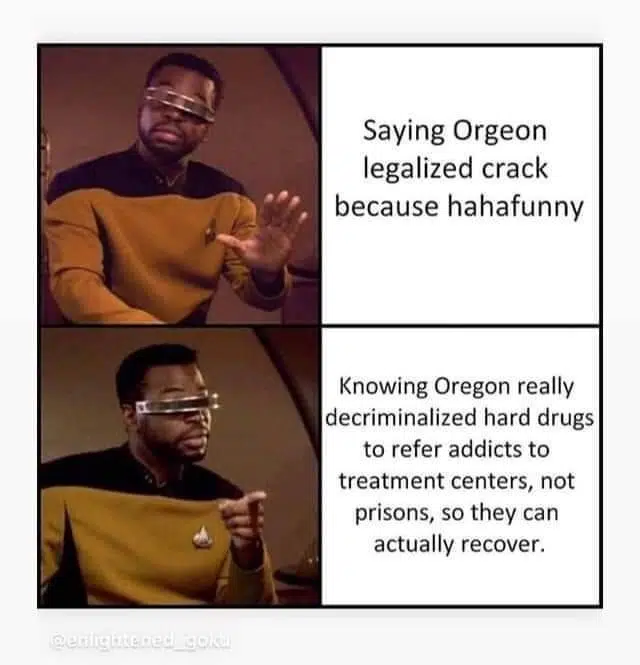 Saying Orgeon
legalized crack
because hahafunny
Knowing Oregon really
decriminalized hard drugs
to refer addicts to
treatment centers, not
prisons, so they can
actually recover.
@enlightened_goku